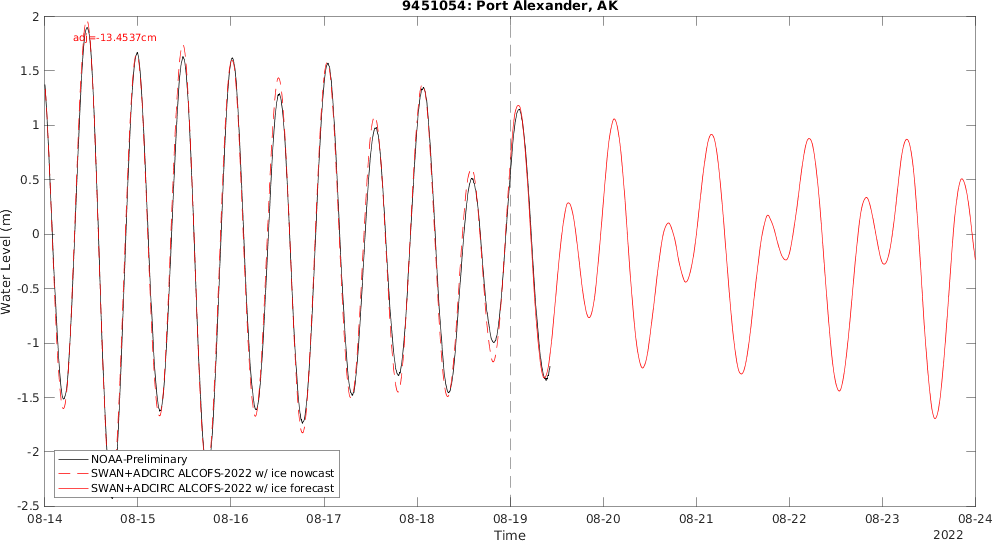 9451054: Port Alexander, AK
adj=-13.4537cm
2
1.5
1
0.5
0
-0.5
-1
-1.5
-2
-2.5
Water Level (m)
NOAA-Preliminary
SWAN+ADCIRC ALCOFS-2022 w/ ice nowcast
SWAN+ADCIRC ALCOFS-2022 w/ ice forecast
08-14 08-15 08-16 08-17 08-18 08-19 08-20 08-21 08-22 08-23 08-24
Time
2022